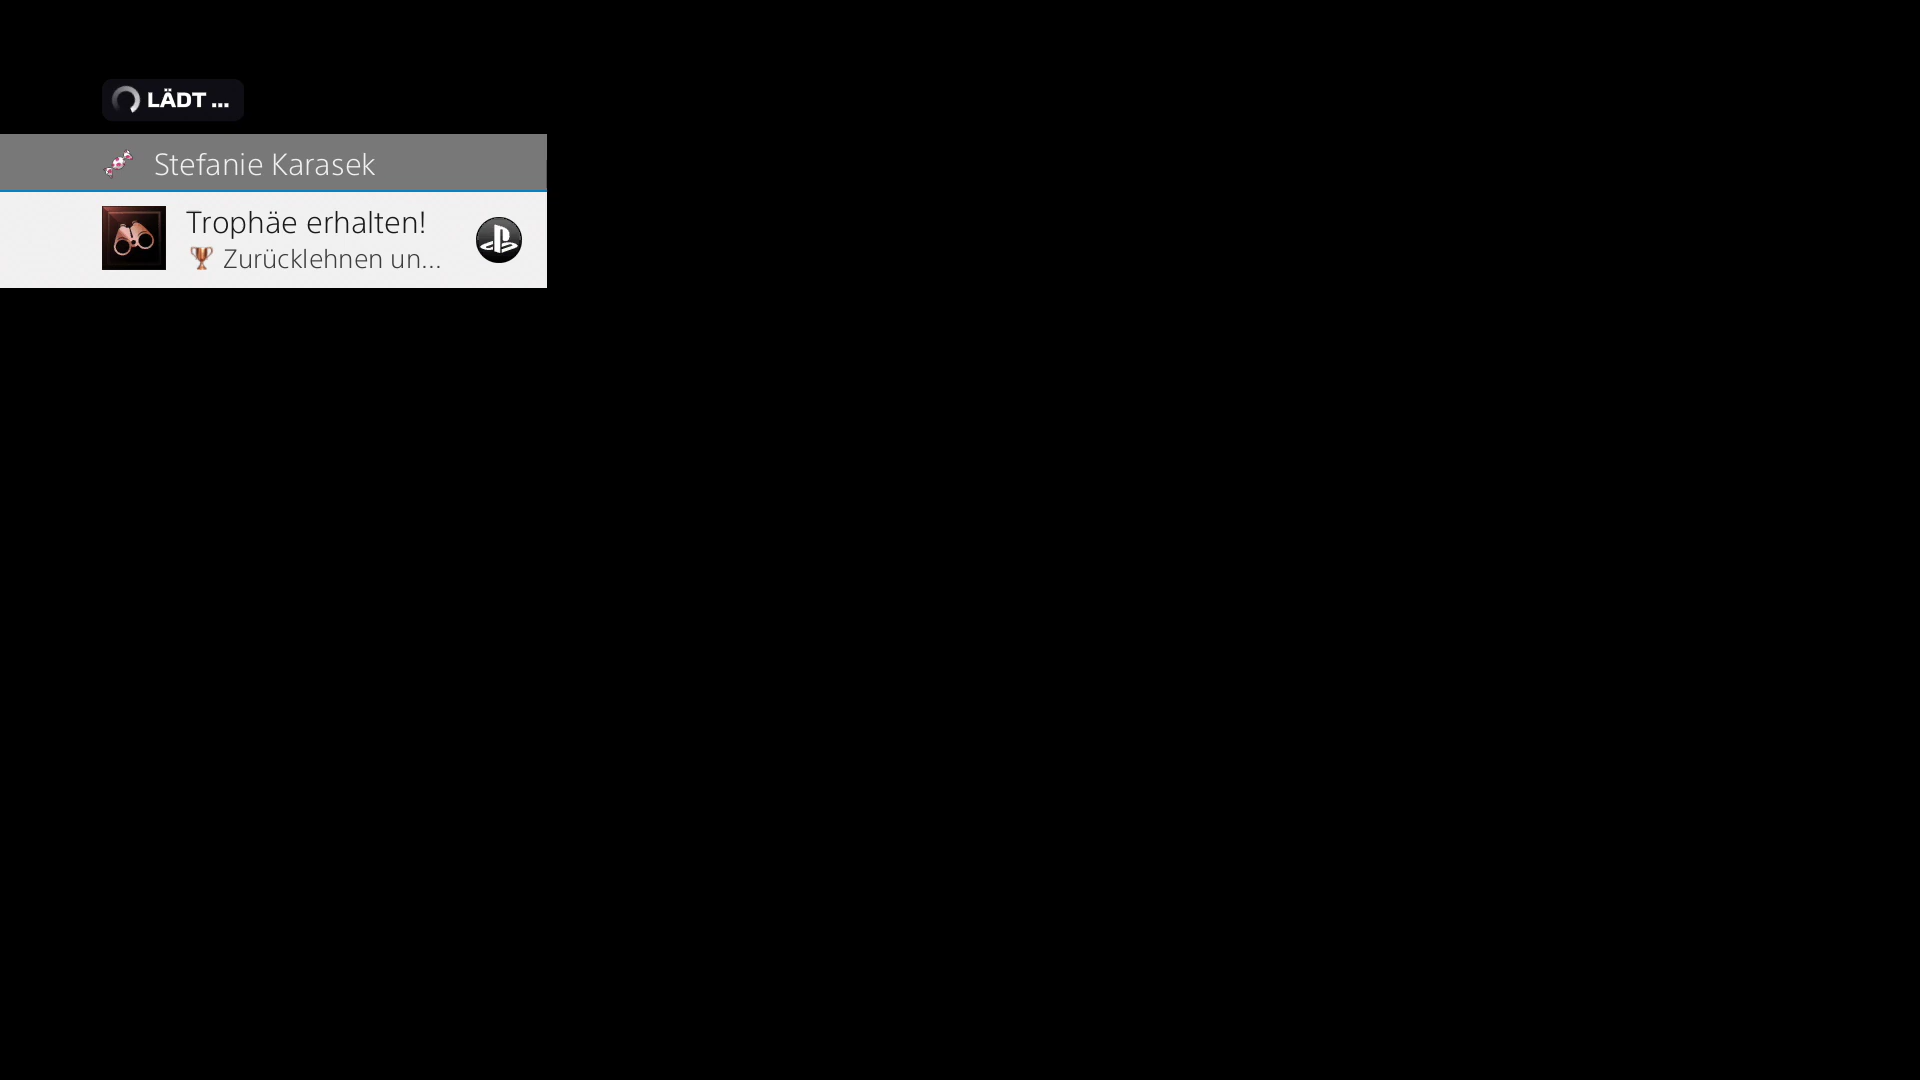 LÄDT ...
Stefanie Karasek
Trophäe erhalten!
Zurücklehnen un...